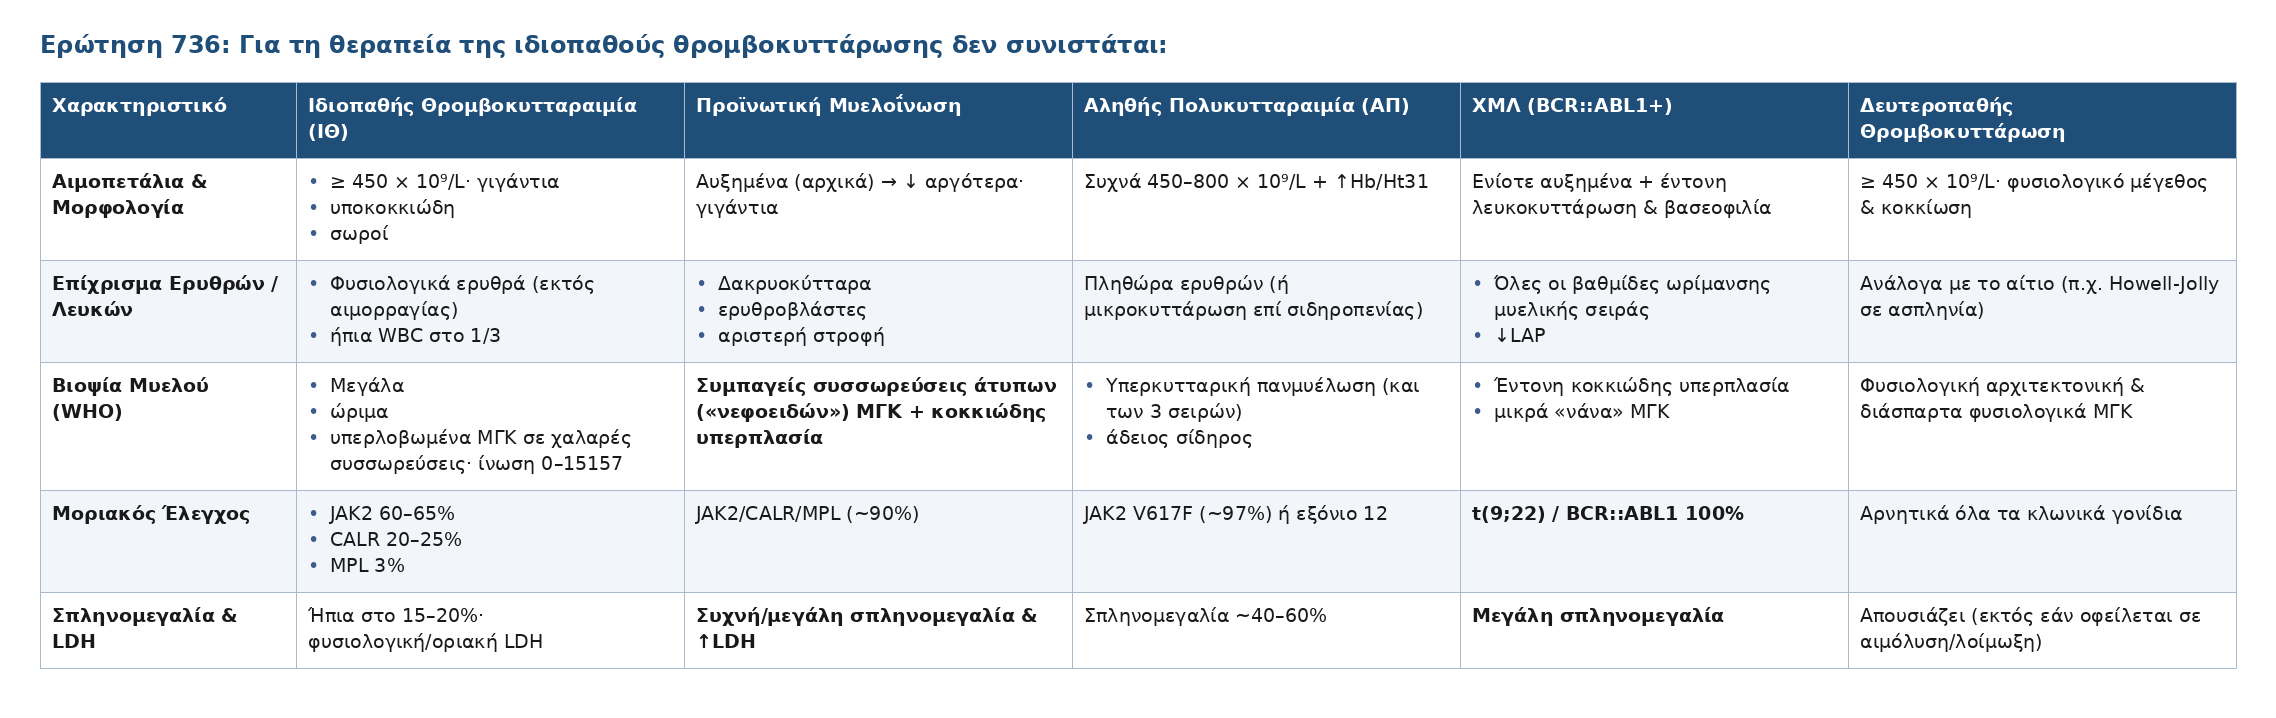 Ερώτηση 736: Για τη θεραπεία της ιδιοπαθούς θρομβοκυττάρωσης δεν συνιστάται:
Χαρακτηριστικό
Ιδιοπαθής Θρομβοκυτταραιμία
(ΙΘ)
Προϊνωτική Μυελοΐνωση
Αληθής Πολυκυτταραιμία (ΑΠ)
ΧΜΛ (BCR::ABL1+)
Δευτεροπαθής
Θρομβοκυττάρωση
Αιμοπετάλια &
Μορφολογία
• ≥ 450 × 10⁹/L· γιγάντια
• υποκοκκιώδη
• σωροί
Αυξημένα (αρχικά) → ↓ αργότερα·
γιγάντια
Συχνά 450–800 × 10⁹/L + ↑Hb/Ht31
Ενίοτε αυξημένα + έντονη
λευκοκυττάρωση & βασεοφιλία
≥ 450 × 10⁹/L· φυσιολογικό μέγεθος
& κοκκίωση
Επίχρισμα Ερυθρών /
Λευκών
• Φυσιολογικά ερυθρά (εκτός
αιμορραγίας)
• ήπια WBC στο 1/3
• Δακρυοκύτταρα
• ερυθροβλάστες
• αριστερή στροφή
Πληθώρα ερυθρών (ή
μικροκυττάρωση επί σιδηροπενίας)
• Όλες οι βαθμίδες ωρίμανσης
μυελικής σειράς
• ↓LAP
Ανάλογα με το αίτιο (π.χ. Howell-Jolly
σε ασπληνία)
Βιοψία Μυελού
(WHO)
• Μεγάλα
• ώριμα
• υπερλοβωμένα ΜΓΚ σε χαλαρές
συσσωρεύσεις· ίνωση 0–15157
Συμπαγείς συσσωρεύσεις άτυπων
(«νεφοειδών») ΜΓΚ + κοκκιώδης
υπερπλασία
• Υπερκυτταρική πανμυέλωση (και
των 3 σειρών)
• άδειος σίδηρος
• Έντονη κοκκιώδης υπερπλασία
• μικρά «νάνα» ΜΓΚ
Φυσιολογική αρχιτεκτονική &
διάσπαρτα φυσιολογικά ΜΓΚ
Μοριακός Έλεγχος
• JAK2 60–65%
• CALR 20–25%
• MPL 3%
JAK2/CALR/MPL (~90%)
JAK2 V617F (~97%) ή εξόνιο 12
t(9;22) / BCR::ABL1 100%
Αρνητικά όλα τα κλωνικά γονίδια
Σπληνομεγαλία &
LDH
Ήπια στο 15–20%·
φυσιολογική/οριακή LDH
Συχνή/μεγάλη σπληνομεγαλία &
↑LDH
Σπληνομεγαλία ~40–60%
Μεγάλη σπληνομεγαλία
Απουσιάζει (εκτός εάν οφείλεται σε
αιμόλυση/λοίμωξη)